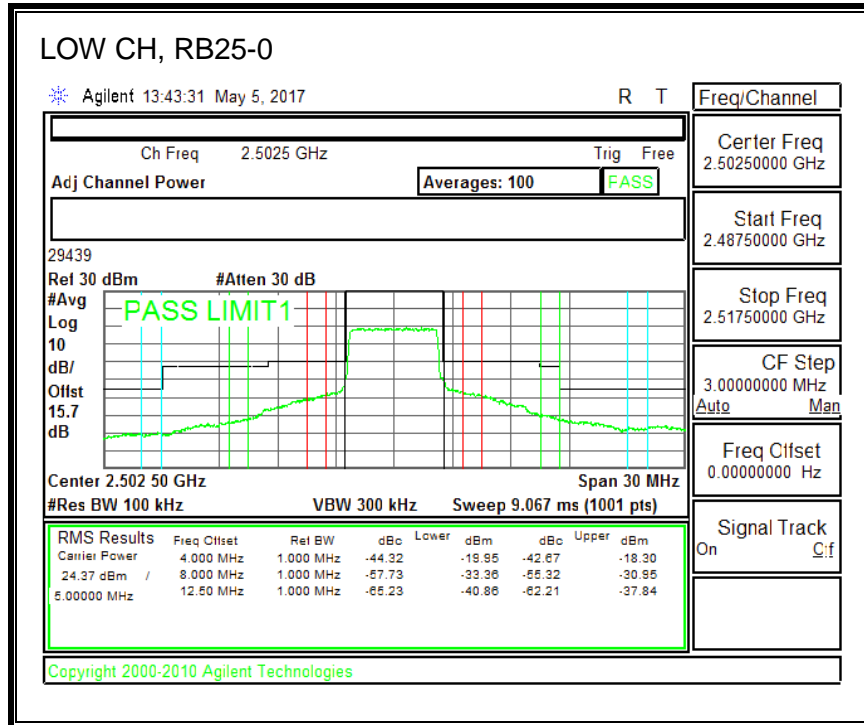 LOW CH, RB25-0
Agilent 13:43:31 May 5, 2017 R T
Freq/Channel
Ch Freq 2.5025 GHz Trig Free
Adj Channel Power Averages: 100 PASS
Center Freq
2.50250000 GHz
Start Freq
2.48750000 GHz
Stop Freq
2.51750000 GHz
CF Step
3.00000000 MHz
Auto Man
Freq Offset
0.00000000 Hz
Signal Track
On Off
29439
Ref 30 dBm #Atten 30 dB
#Avg
Log
10
dB/
Offst
15.7
dB
PASS LIMIT1
Center 2.502 50 GHz Span 30 MHz
#Res BW 100 kHz VBW 300 kHz Sweep 9.067 ms (1001 pts)
RMS Results Freq Offset Ref BW dBc Lower dBm dBc Upper dBm
Carrier Power 4.000 MHz 1.000 MHz -44.32 -19.95 -42.67 -18.30
24.37 dBm / 8.000 MHz 1.000 MHz -57.73 -33.36 -55.32 -30.95
5.00000 MHz 12.50 MHz 1.000 MHz -65.23 -40.86 -62.21 -37.84
Copyright 2000-2010 Agilent Technologies